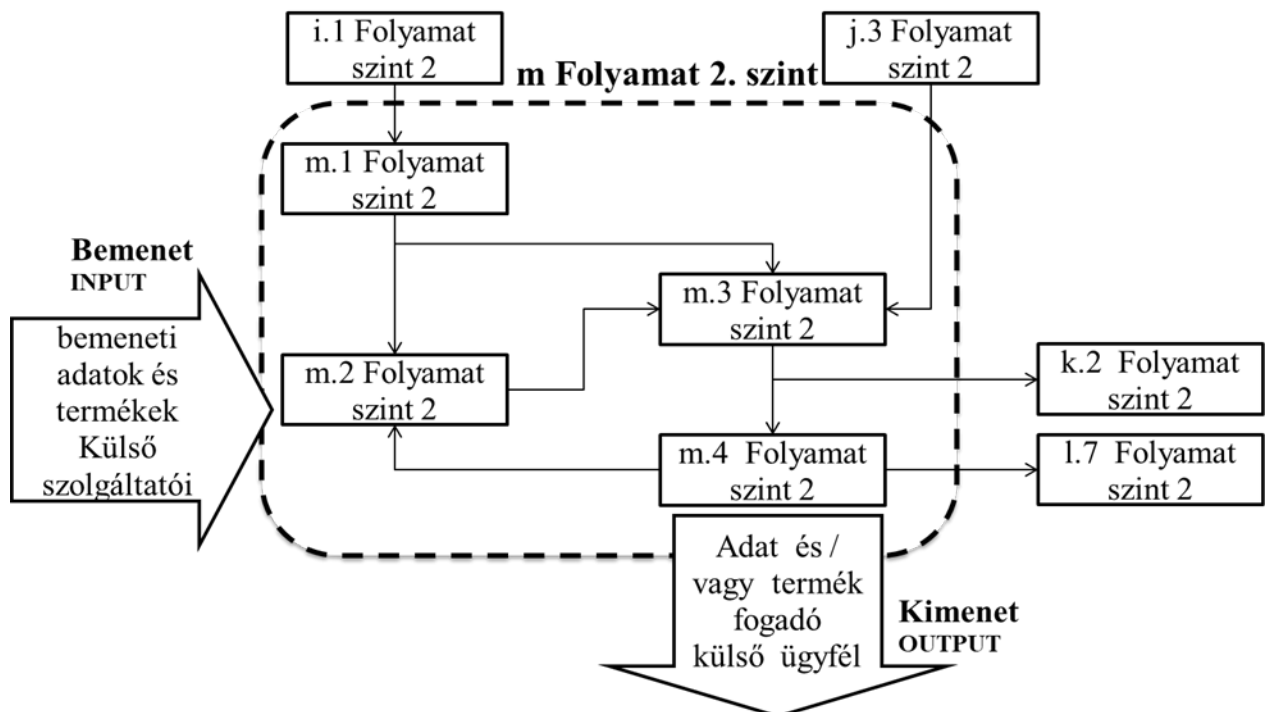 i.1 Folyamat
szint 2
j.3 Folyamat
szint 2
m Folyamat 2. szint
m.1 Folyamat
szint 2
Bemenet
INPUT
bemeneti
adatok és
termékek
Külső
szolgáltatói
m.2 Folyamat
szint 2
m.3 Folyamat
szint 2
k.2 Folyamat
szint 2
m.4 Folyamat
szint 2
l.7 Folyamat
szint 2
Adat és /
vagy termék
fogadó
külső ügyfél
Kimenet
OUTPUT